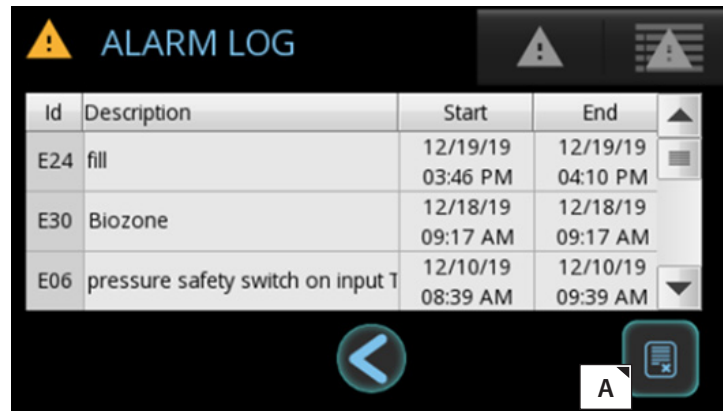 ALARM LOG
Id Description Start End
E24 fill 12/19/19 03:46 PM 12/19/19 04:10 PM
E30 Biozone 12/18/19 09:17 AM 12/18/19 09:17 AM
E06 pressure safety switch on input T 12/10/19 08:39 AM 12/10/19 09:39 AM
A